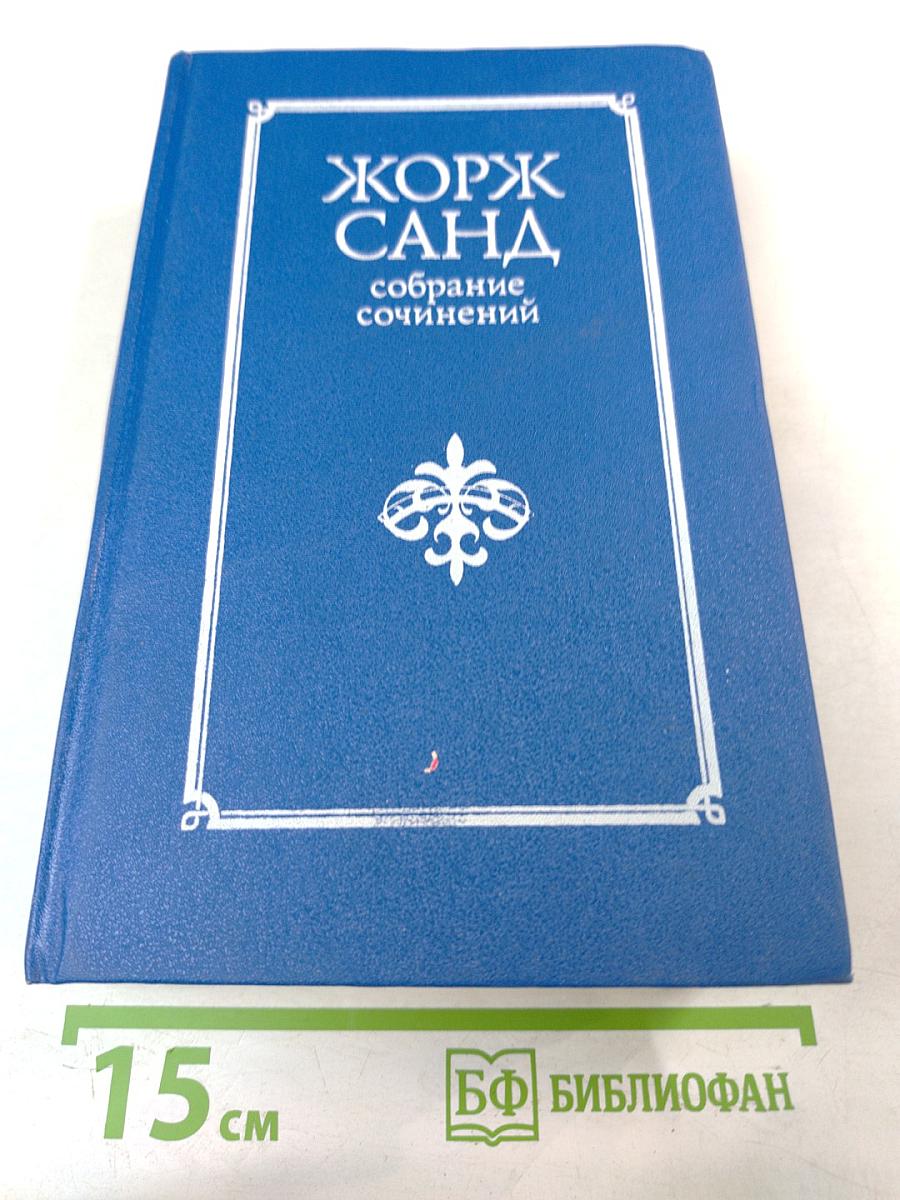 ЖОРЖ
САНД
собрание
сочинений
15 см
БФ БИБЛИОФАН